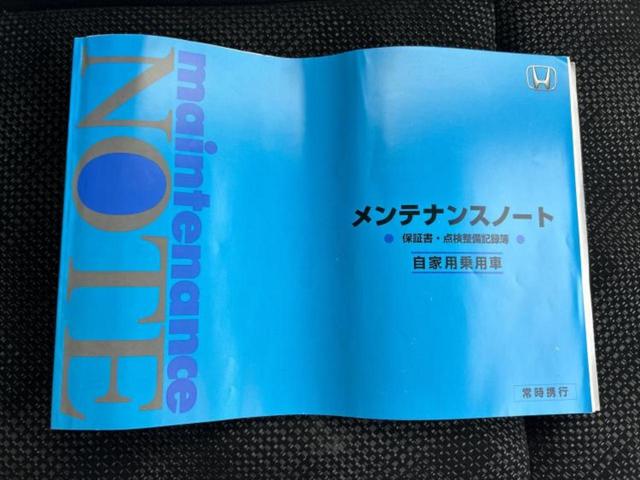 maintenance
NOTE
メンテナンスノート
● 保証書・点検整備記録簿 ●
自家用乗用車
常時携行